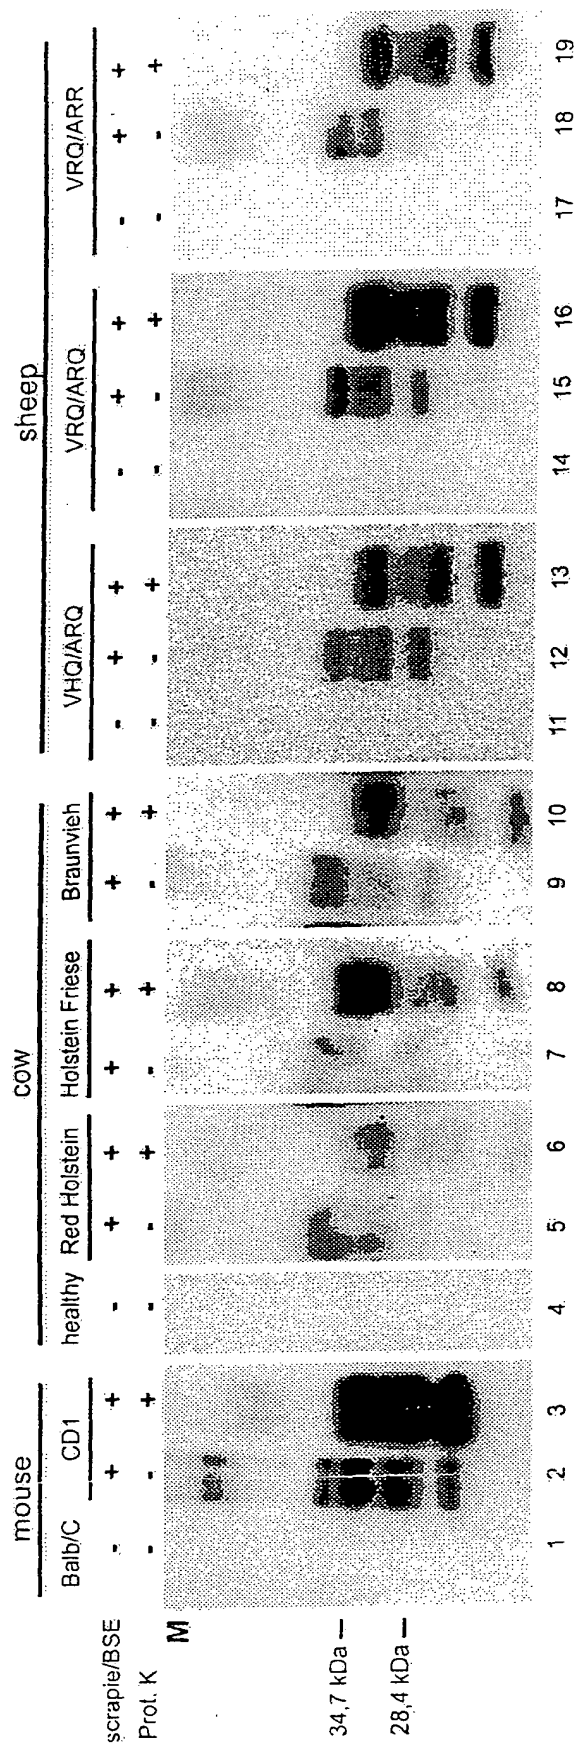 mouse cow sheep
Balb/C CD1 healthy Red Holstein Holstein Friese Braunvieh VHQ/ARQ VRQ/ARQ VRQ/ARR
scrapie/BSE - + + - + + + + + + - + + - + + - + +
Prot. K - - + - - + - + - + - - + - - + - - +
M
34,7 kDa
28,4 kDa
1 2 3 4 5 6 7 8 9 10 11 12 13 14 15 16 17 18 19